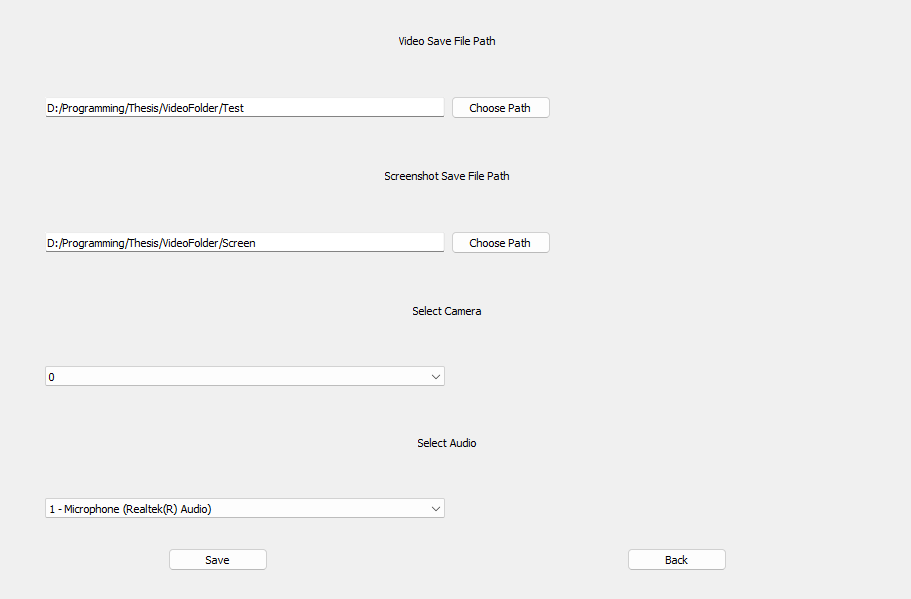 Video Save File Path
D:/Programming/Thesis/VideoFolder/Test
Choose Path
Screenshot Save File Path
D:/Programming/Thesis/VideoFolder/Screen
Choose Path
Select Camera
0
Select Audio
1 - Microphone (Realtek(R) Audio)
Save
Back